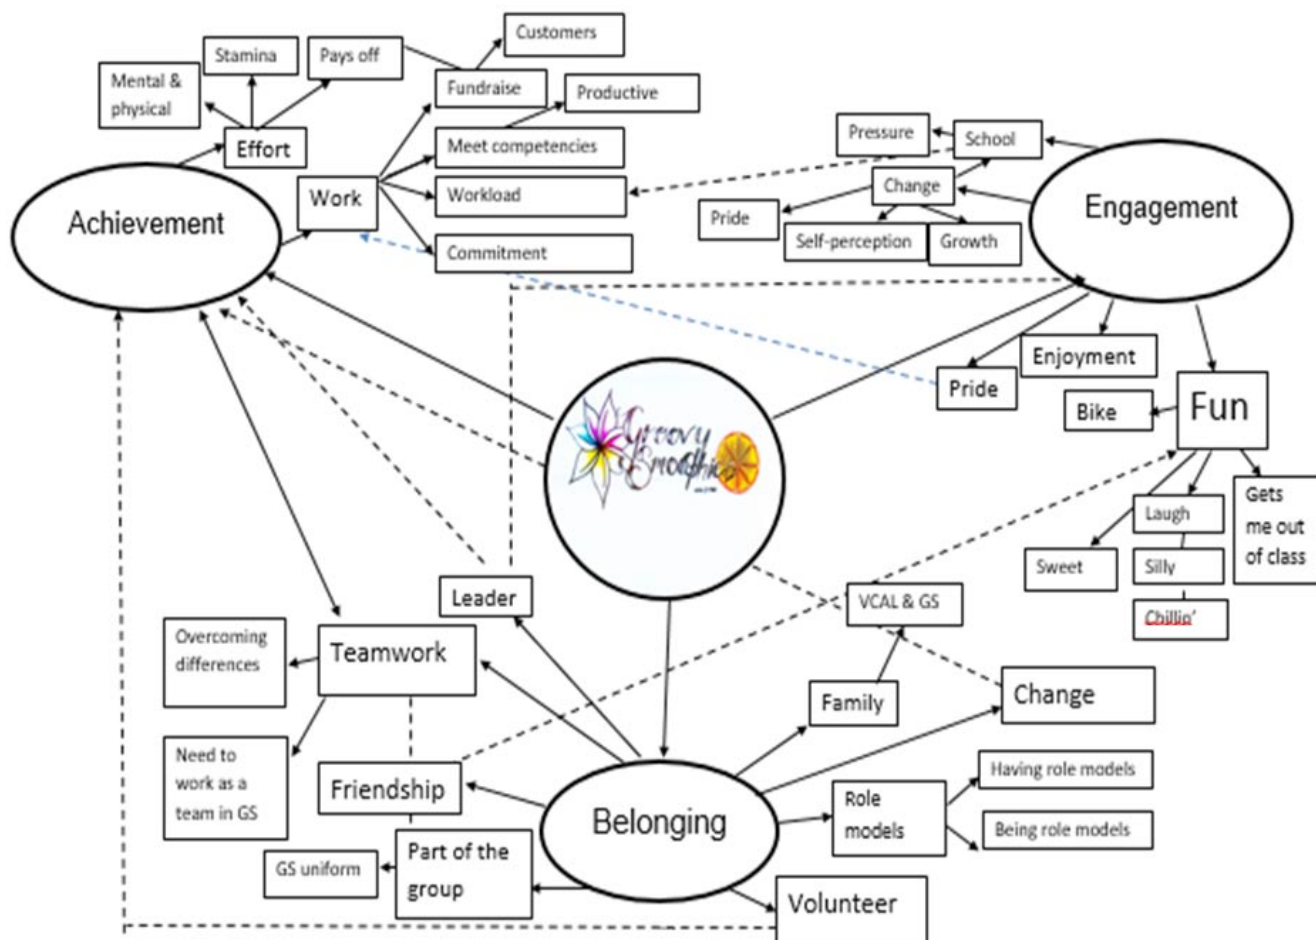 Customers
Stamina
Pays off
Mental &
physical
Fundraise
Productive
Effort
Meet competencies
Pressure
School
Achievement
Work
Workload
Change
Engagement
Pride
Self-perception
Growth
Commitment
Enjoyment
Pride
Bike
Fun
Groovy
Smoothies
Gets
me out
of class
Laugh
Sweet
Silly
Chillin'
Leader
VCAL & GS
Overcoming
differences
Teamwork
Family
Change
Need to
work as a
team in GS
Friendship
Belonging
Role
models
Having role models
Being role models
GS uniform
Part of the
group
Volunteer